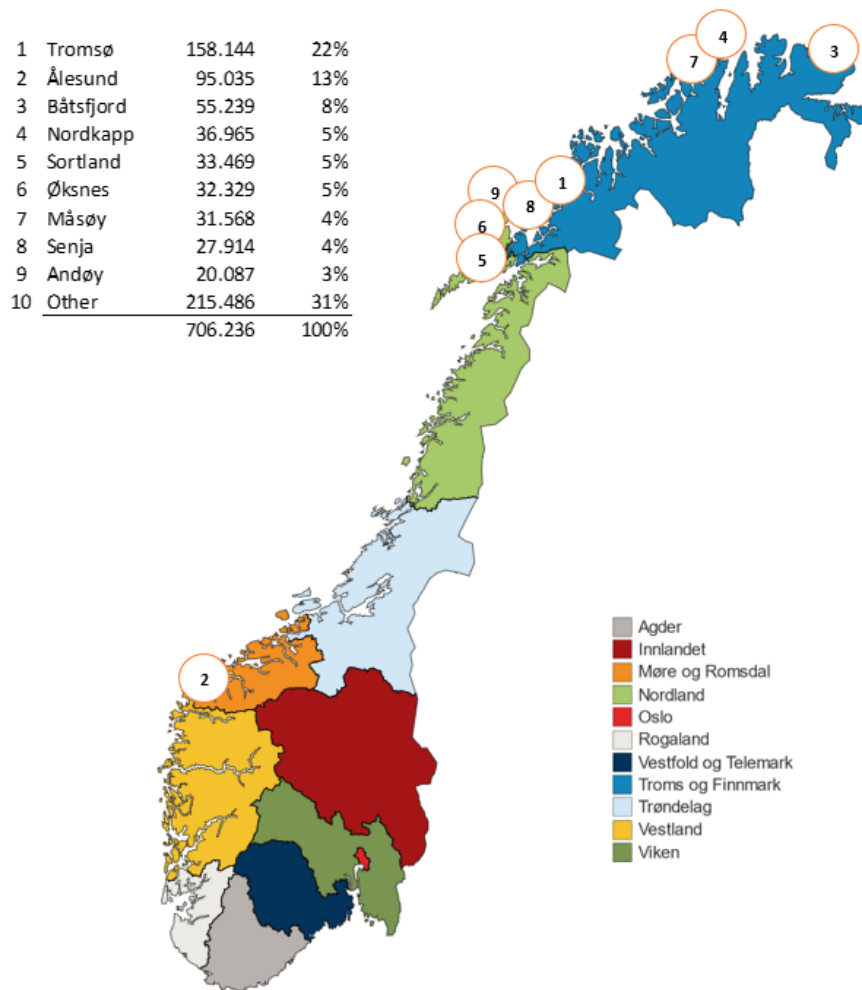 1 Tromsø 158.144 22%
2 Ålesund 95.035 13%
3 Båtsfjord 55.239 8%
4 Nordkapp 36.965 5%
5 Sortland 33.469 5%
6 Øksnes 32.329 5%
7 Måsøy 31.568 4%
8 Senja 27.914 4%
9 Andøy 20.087 3%
10 Other 215.486 31%
706.236 100%
4
7
3
1
9
8
6
5
2
Agder
Innlandet
Møre og Romsdal
Nordland
Oslo
Rogaland
Vestfold og Telemark
Troms og Finnmark
Trøndelag
Vestland
Viken